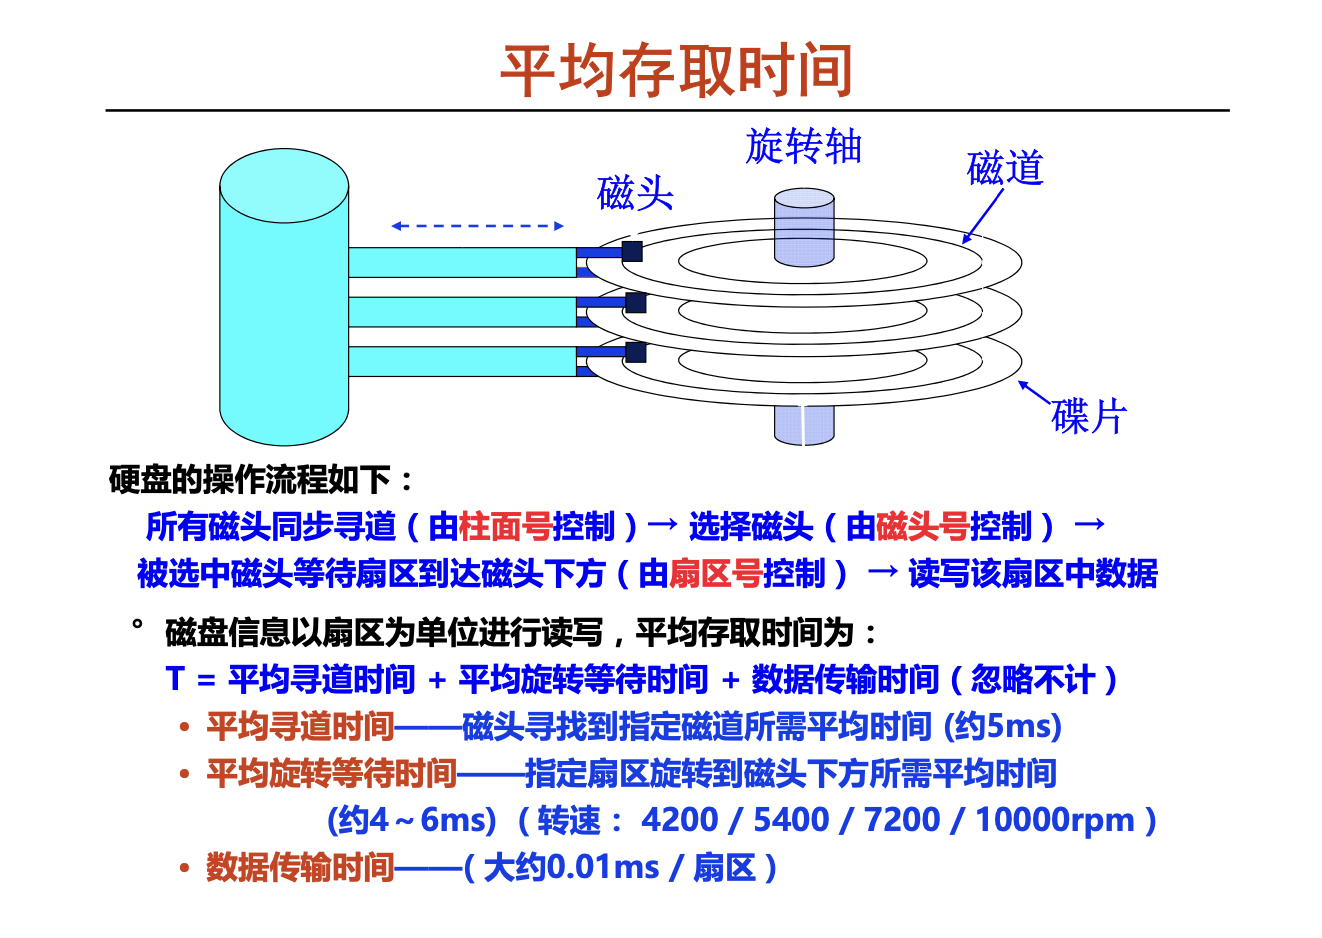 平均存取时间
旋转轴
磁道
磁头
碟片
硬盘的操作流程如下：
所有磁头同步寻道（由柱面号控制）→ 选择磁头（由磁头号控制） →
被选中磁头等待扇区到达磁头下方（由扇区号控制） → 读写该扇区中数据
° 磁盘信息以扇区为单位进行读写，平均存取时间为：
T = 平均寻道时间 + 平均旋转等待时间 + 数据传输时间（忽略不计）
• 平均寻道时间——磁头寻找到指定磁道所需平均时间 (约5ms)
• 平均旋转等待时间——指定扇区旋转到磁头下方所需平均时间
(约4～6ms) （转速： 4200 / 5400 / 7200 / 10000rpm）
• 数据传输时间——（大约0.01ms / 扇区）